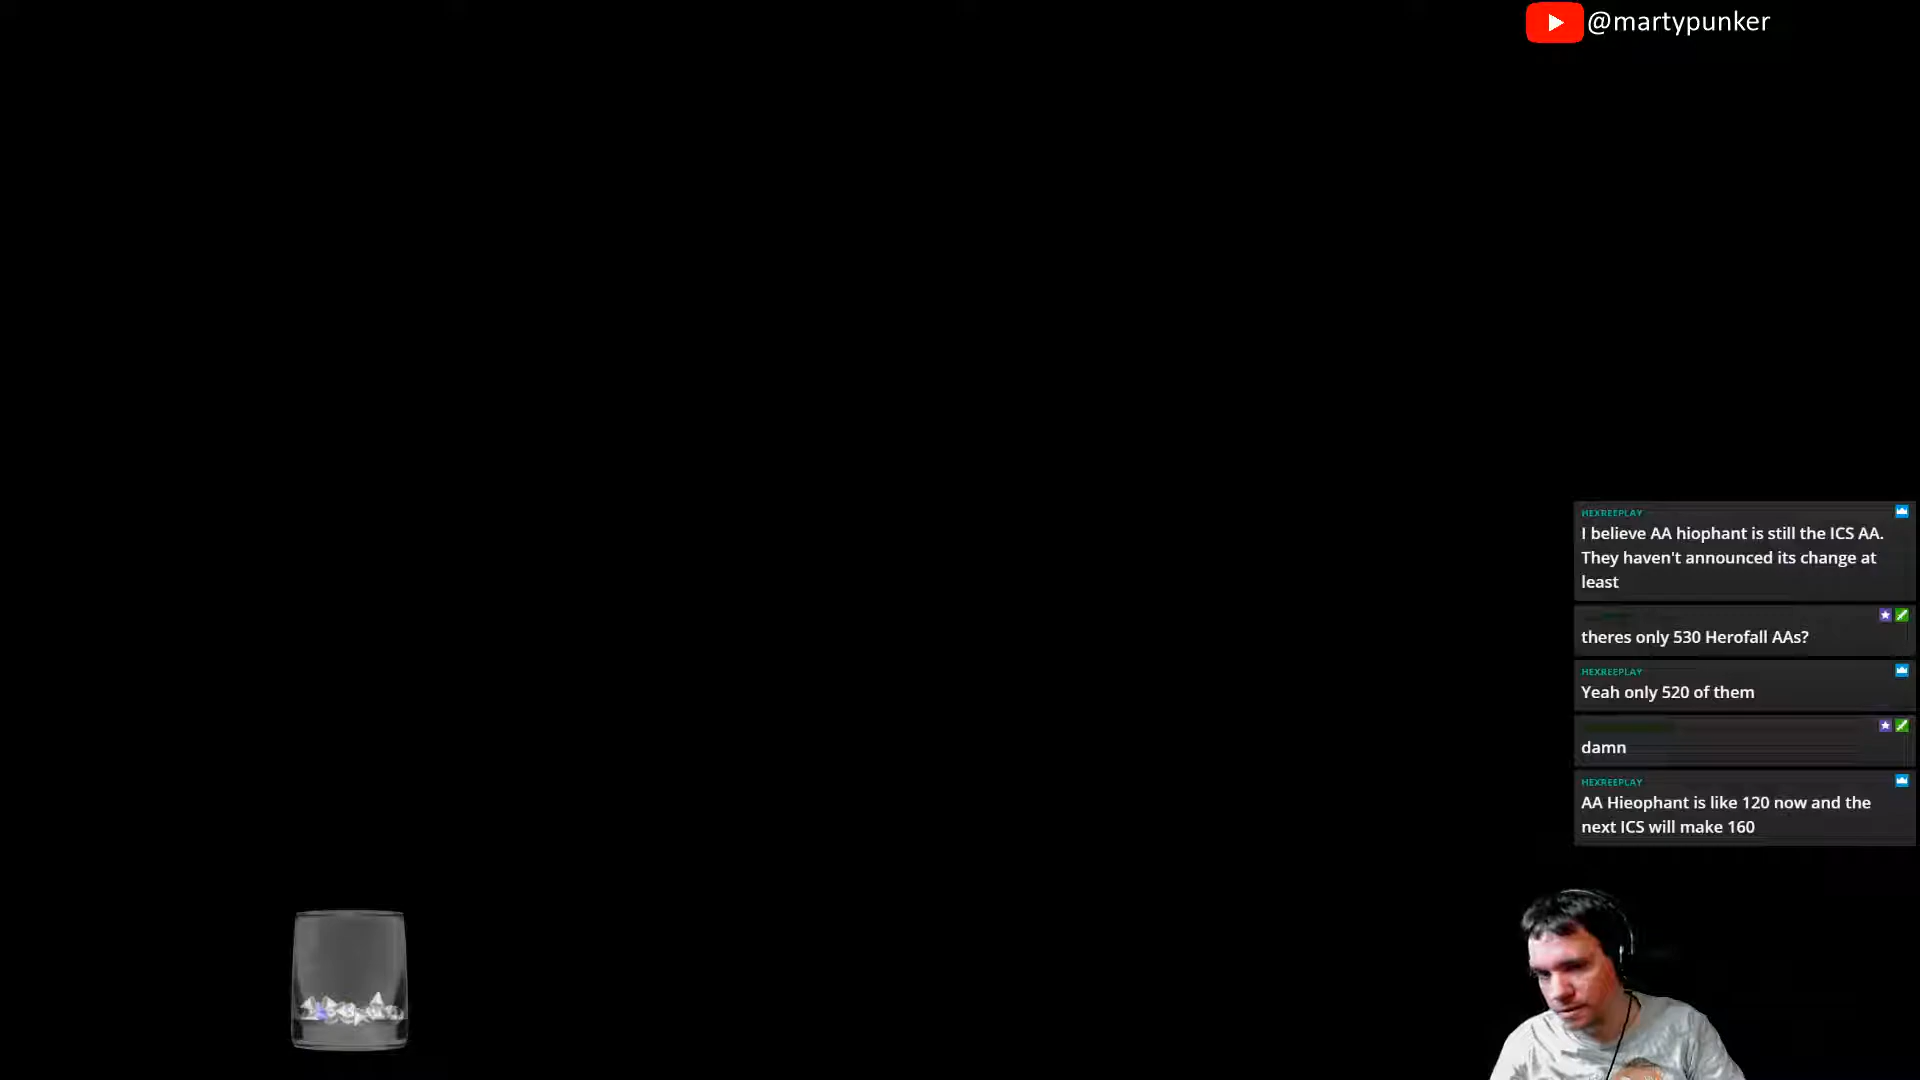 @martypunker
HEXREEPLAY
I believe AA hiophant is still the ICS AA.
They haven't announced its change at
least
theres only 530 Herofall AAs?
HEXREEPLAY
Yeah only 520 of them
damn
HEXREEPLAY
AA Hieophant is like 120 now and the
next ICS will make 160